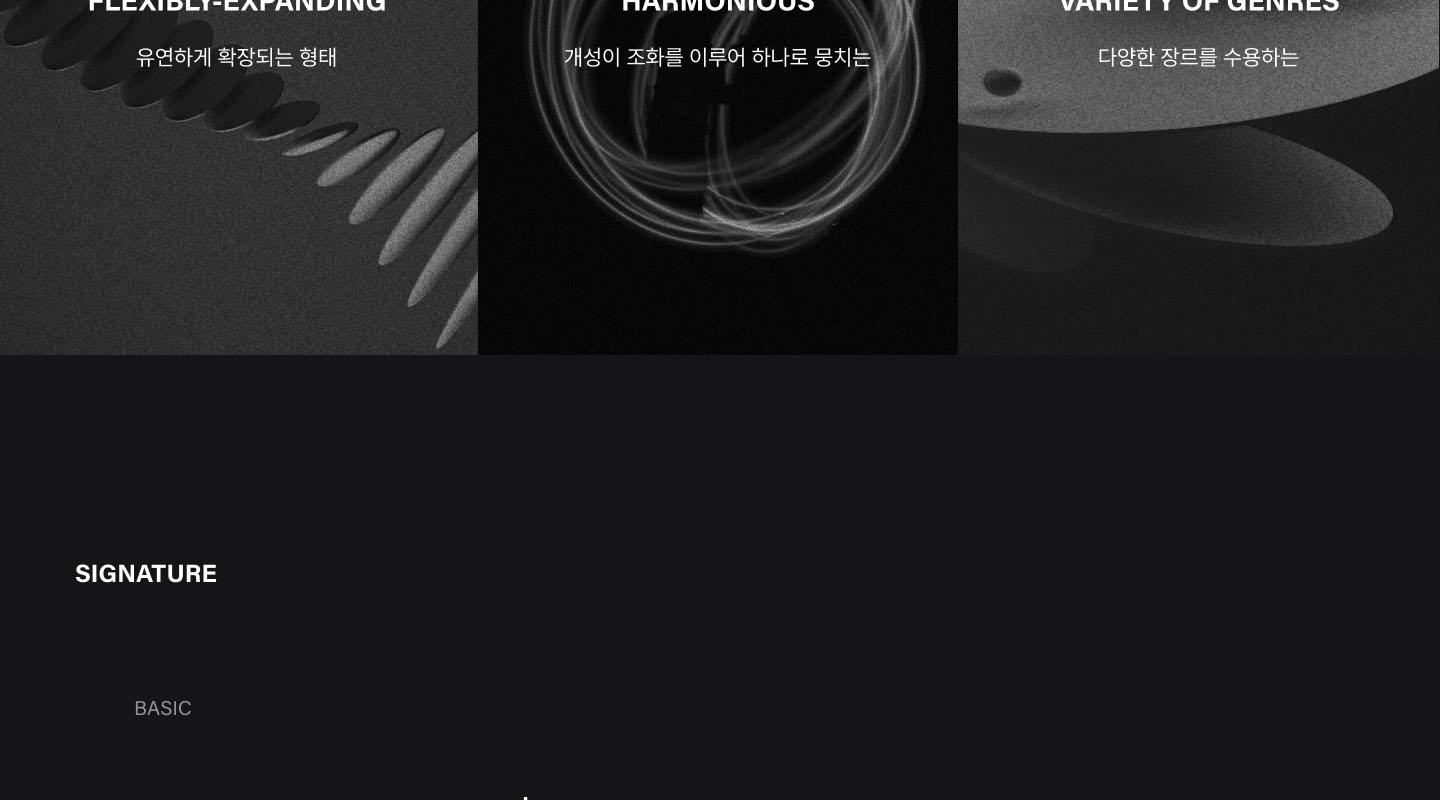 FLEXIBLY-EXPANDING
유연하게 확장되는 형태
HARMONIOUS
개성이 조화를 이루어 하나로 뭉치는
VARIETY OF GENRES
다양한 장르를 수용하는
SIGNATURE
BASIC